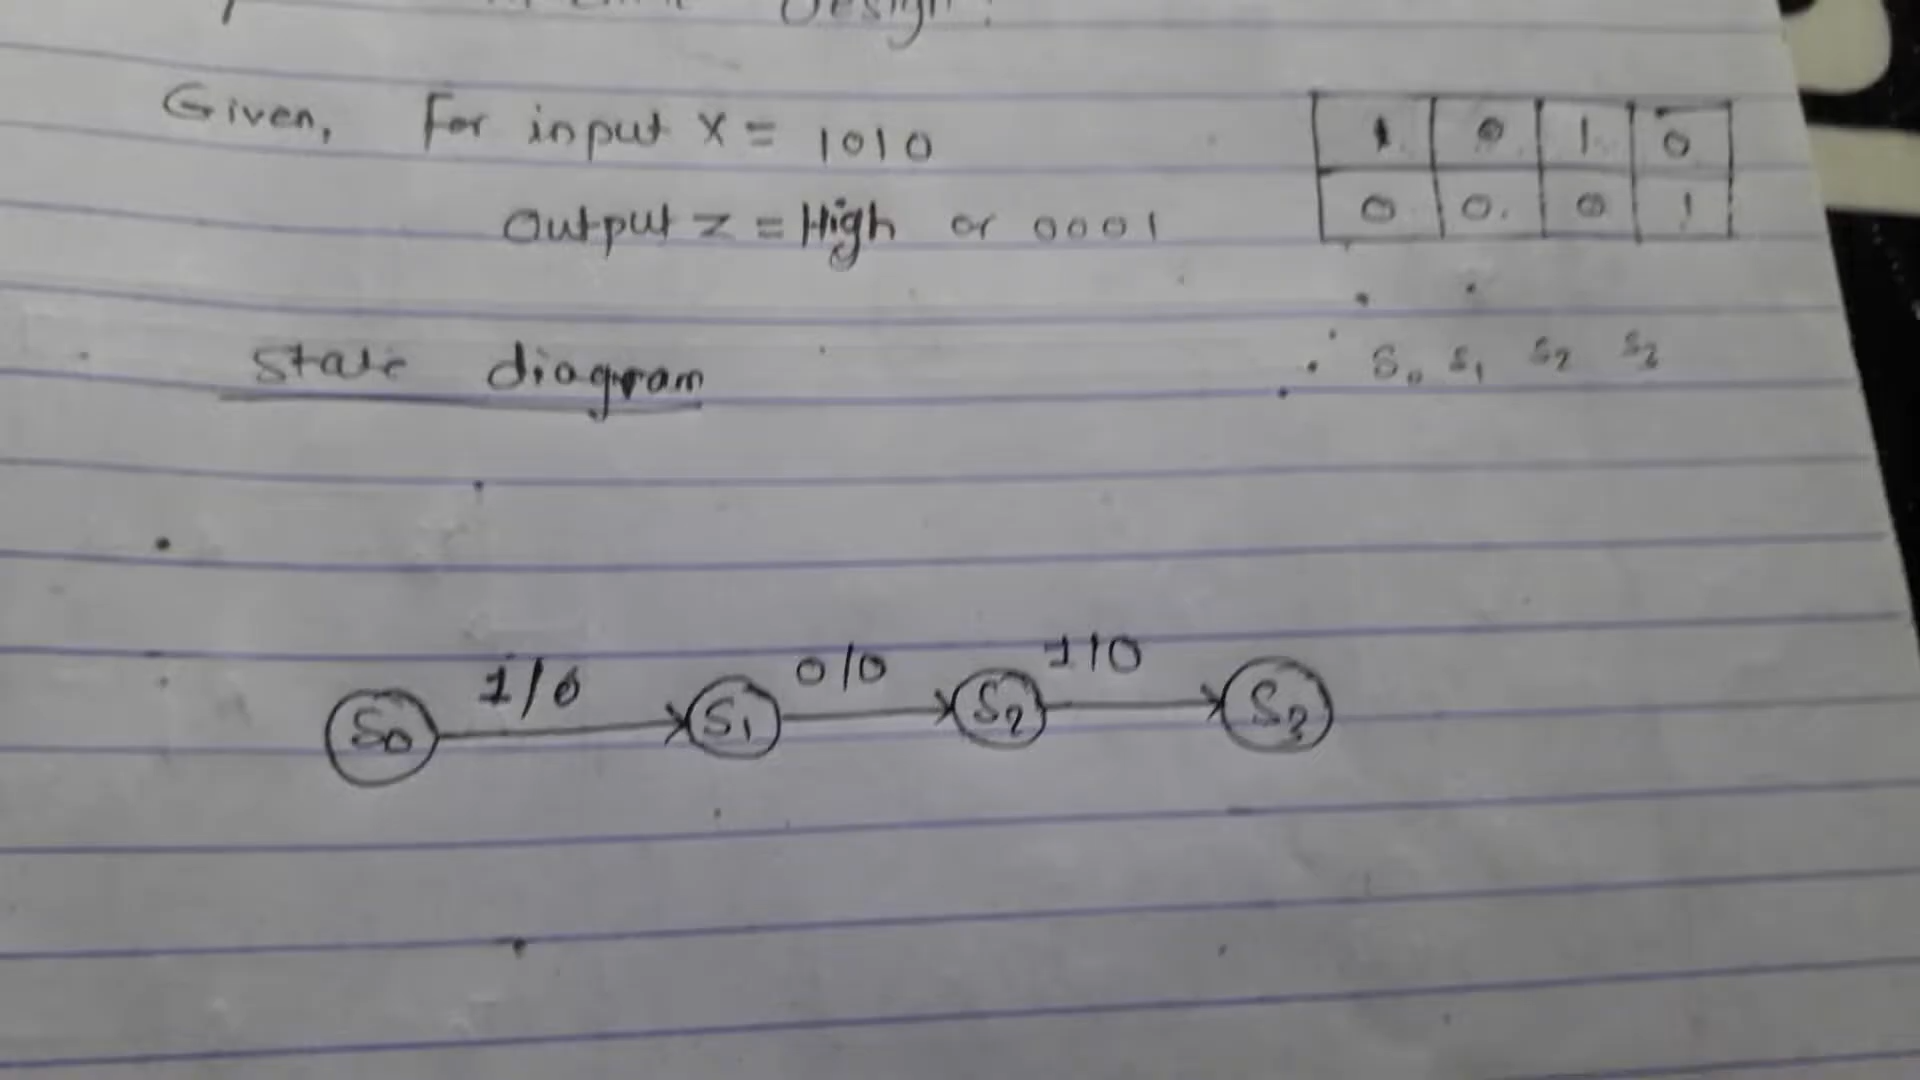 Design:
Given, For input X = 1010
Output Z = High or 0001
1 0 1 0
0 0 0 1
S0 S1 S2 S3
State diagram
1/0 0/0 1/0
S0 S1 S2 S3